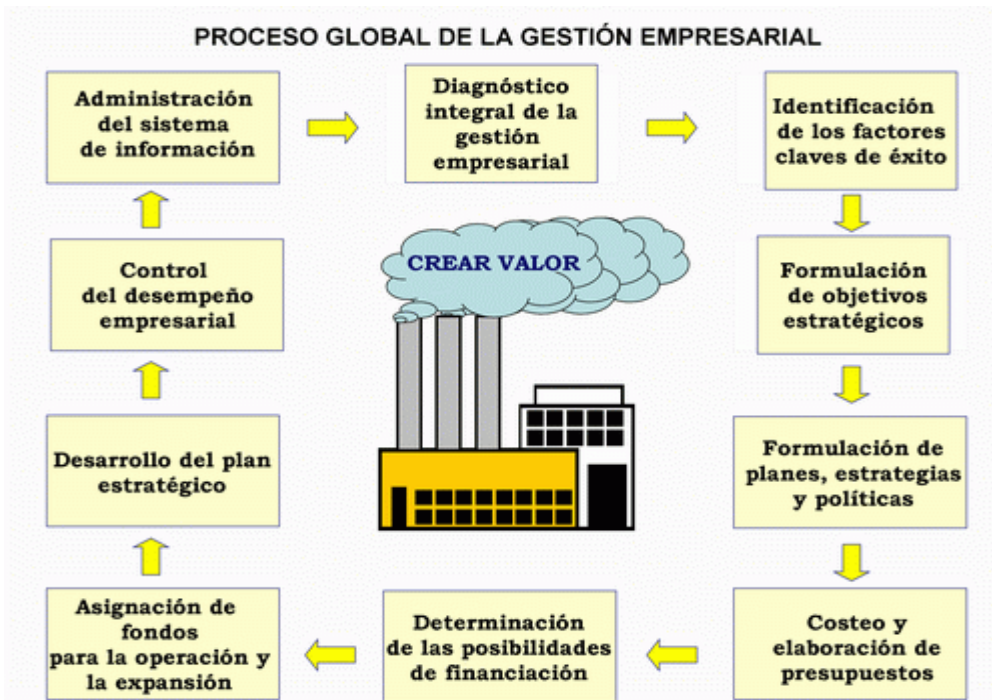 PROCESO GLOBAL DE LA GESTIÓN EMPRESARIAL
Administración
del sistema
de información
Diagnóstico
integral de la
gestión
empresarial
Identificación
de los factores
claves de éxito
Formulación
de objetivos
estratégicos
Formulación de
planes, estrategias
y políticas
Costeo y
elaboración de
presupuestos
Determinación
de las posibilidades
de financiación
Asignación de
fondos
para la operación y
la expansión
Desarrollo del plan
estratégico
Control
del desempeño
empresarial
CREAR VALOR